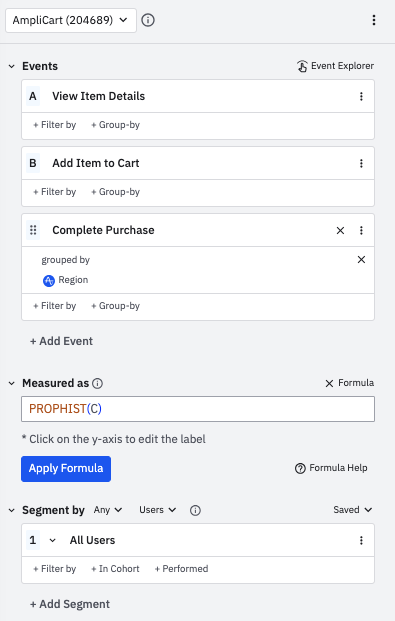 AmpliCart (204689)
Events
Event Explorer
A View Item Details
+ Filter by + Group-by
B Add Item to Cart
+ Filter by + Group-by
Complete Purchase
grouped by
Region
+ Filter by + Group-by
+ Add Event
Measured as Formula
PROPHIST(C)
* Click on the y-axis to edit the label
Apply Formula Formula Help
Segment by Any Users Saved
1 All Users
+ Filter by + In Cohort + Performed
+ Add Segment